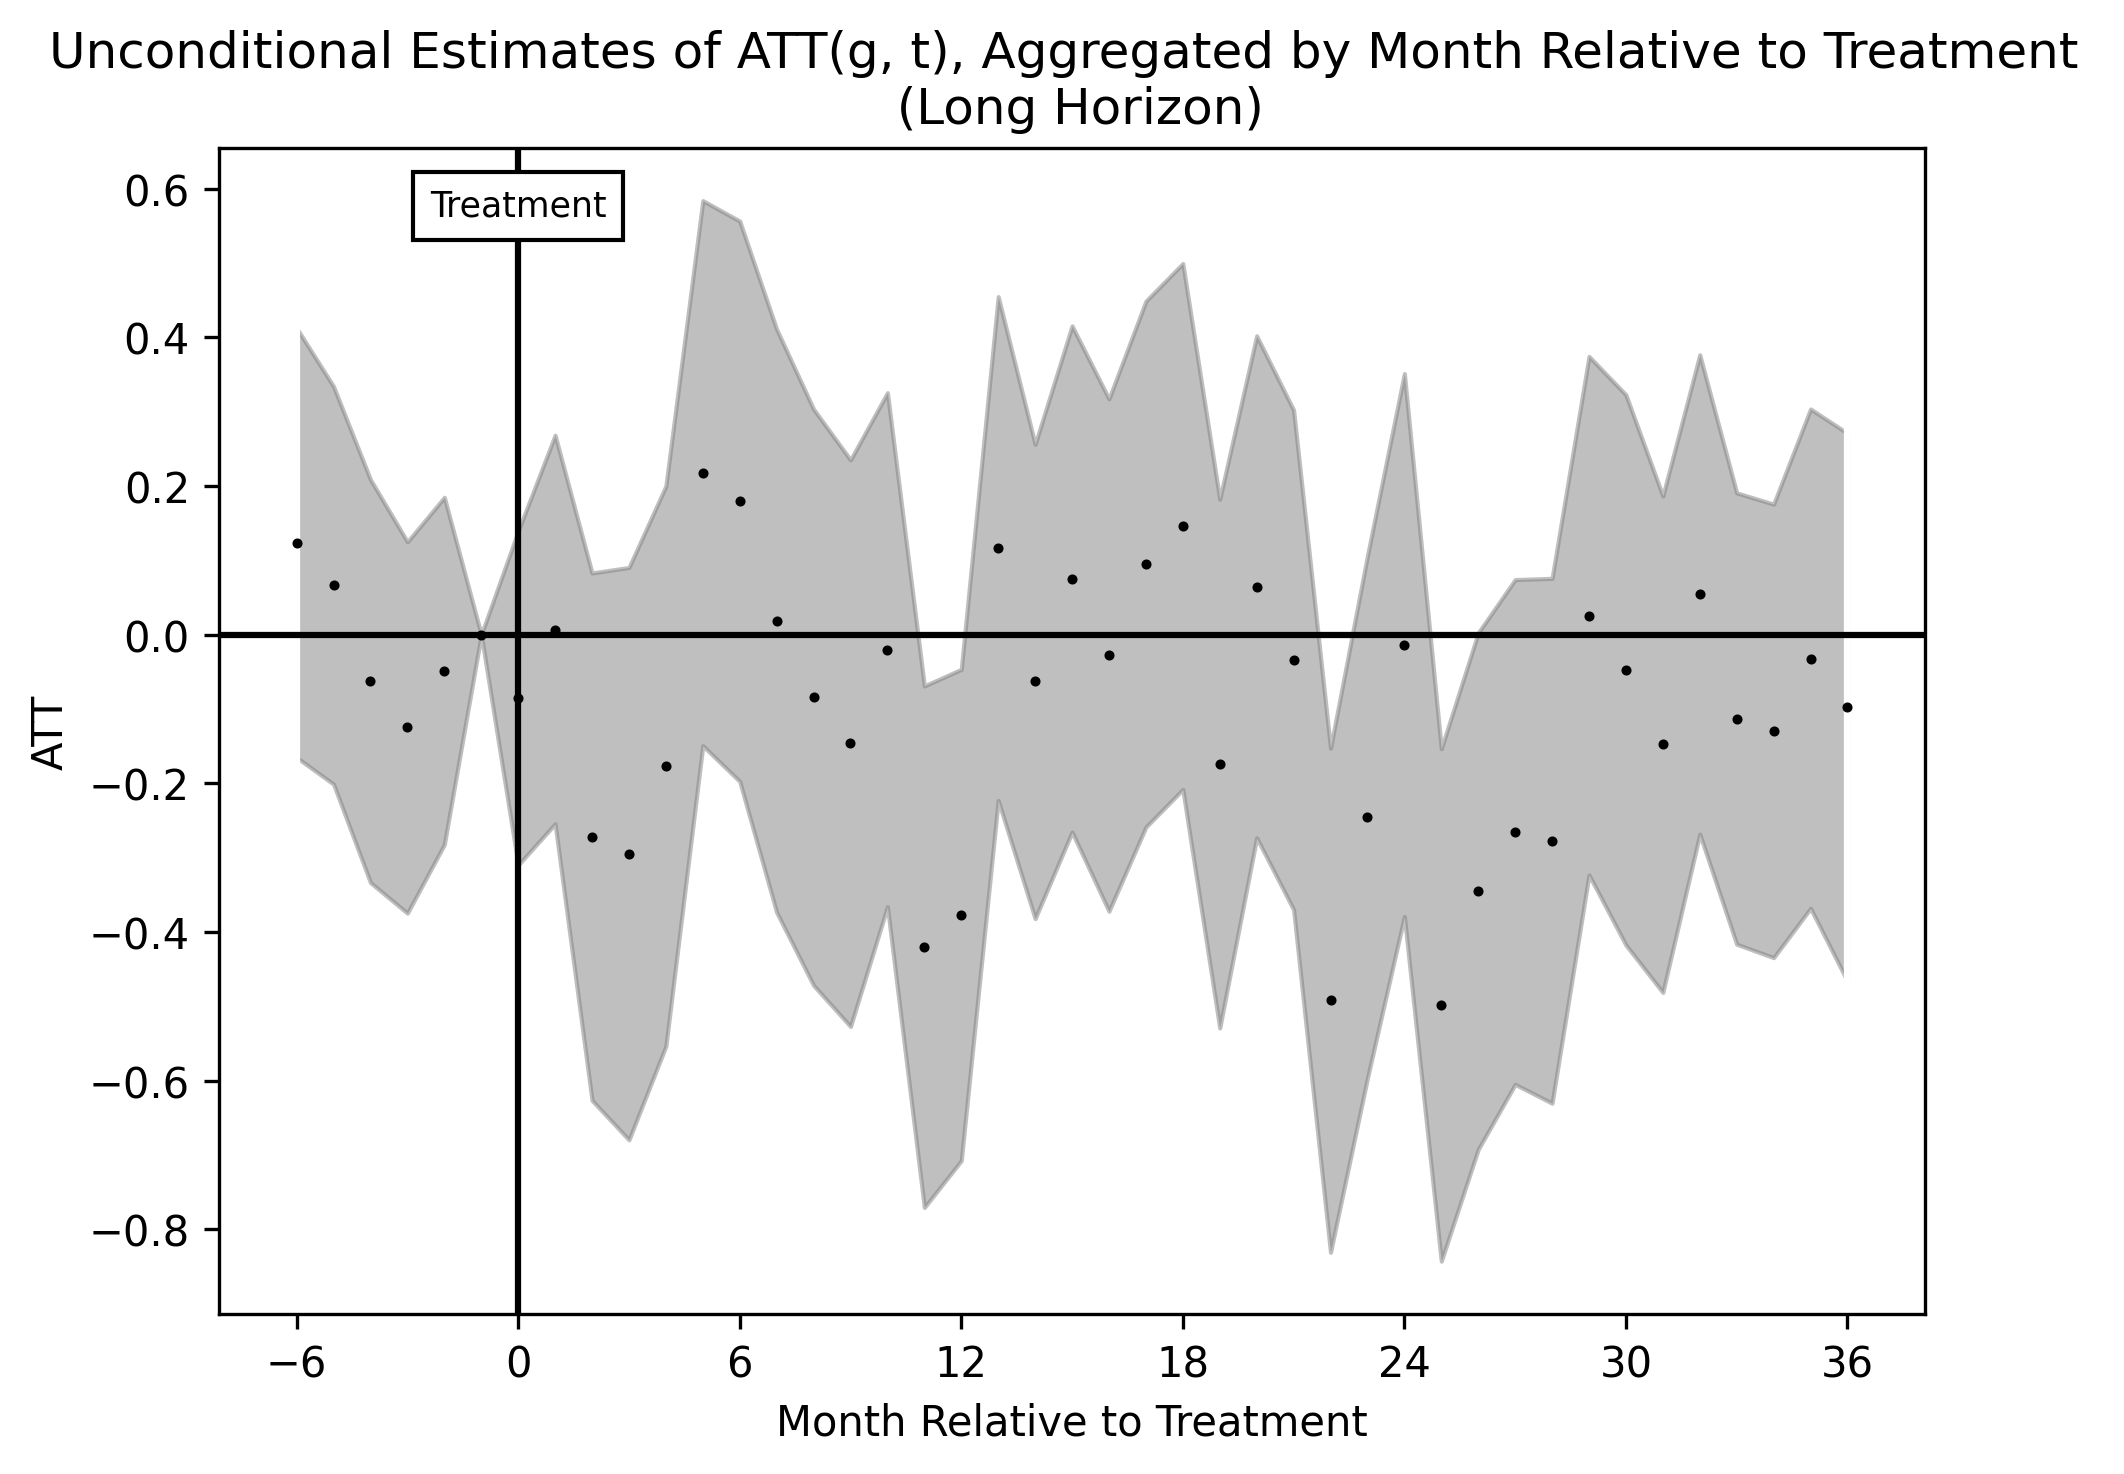 Unconditional Estimates of ATT(g, t), Aggregated by Month Relative to Treatment
(Long Horizon)
Treatment
0.6
0.4
0.2
0.0
−0.2
−0.4
−0.6
−0.8
ATT
−6 0 6 12 18 24 30 36
Month Relative to Treatment